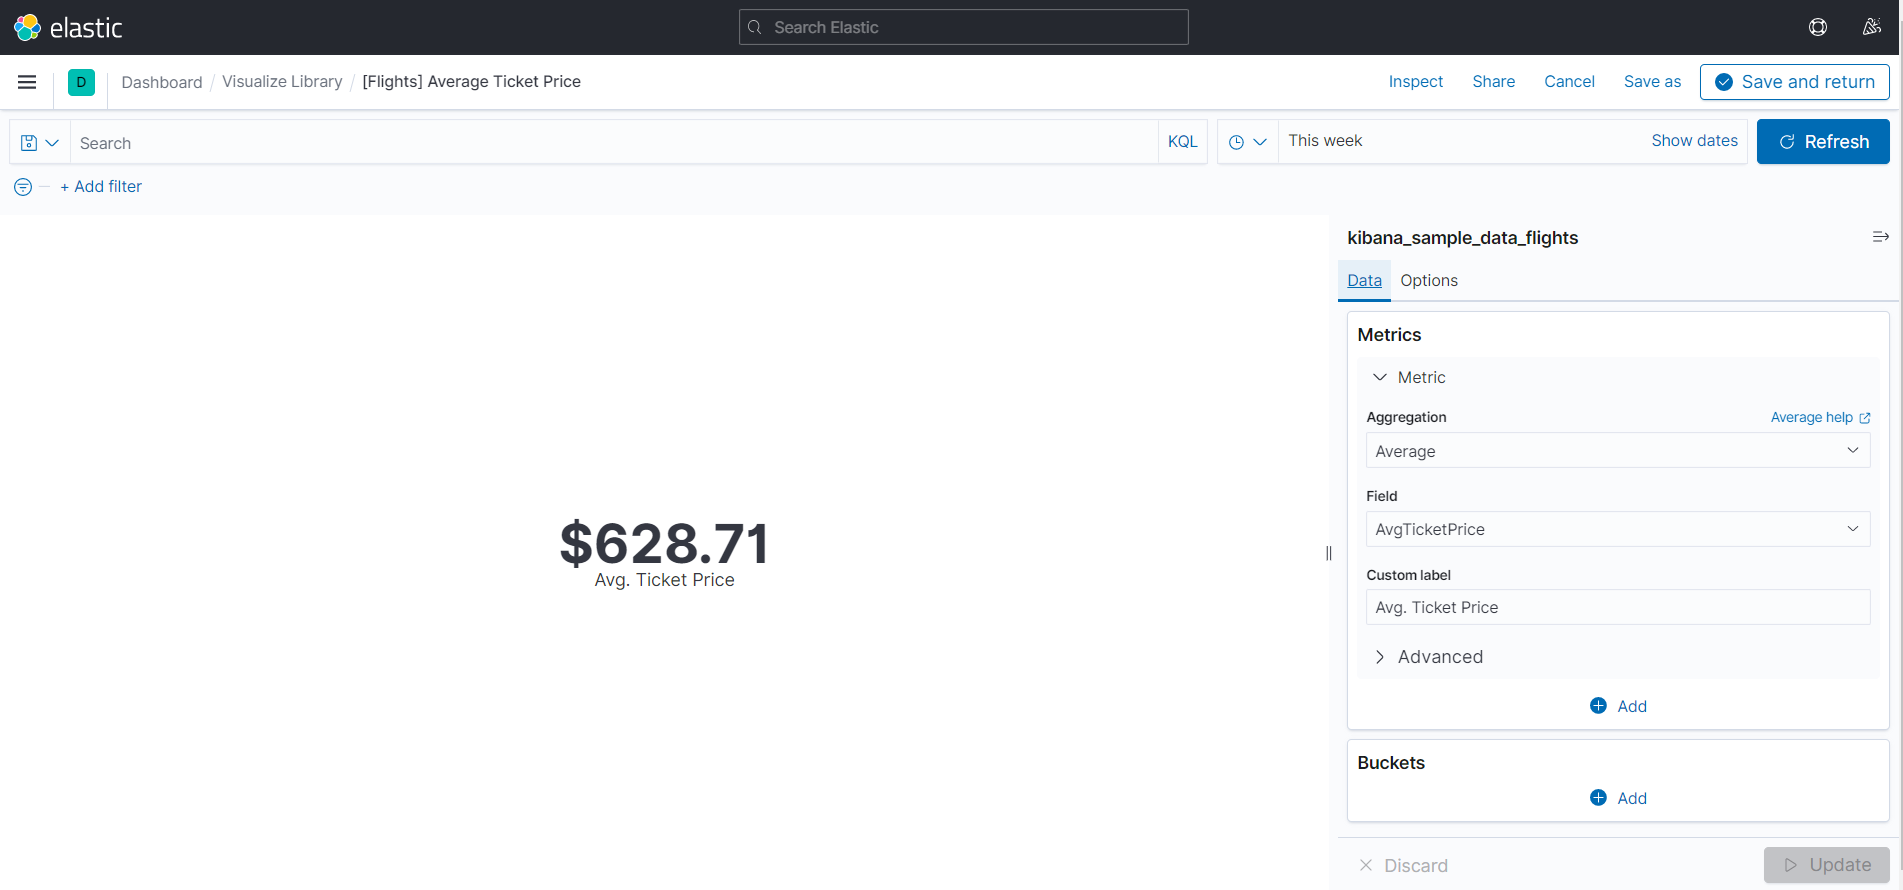 elastic
Search Elastic
D
Dashboard / Visualize Library / [Flights] Average Ticket Price
Inspect
Share
Cancel
Save as
Save and return
Search
KQL
This week
Show dates
Refresh
+ Add filter
$628.71
Avg. Ticket Price
kibana_sample_data_flights
Data
Options
Metrics
Metric
Aggregation
Average help
Average
Field
AvgTicketPrice
Custom label
Avg. Ticket Price
Advanced
Add
Buckets
Add
Discard
Update